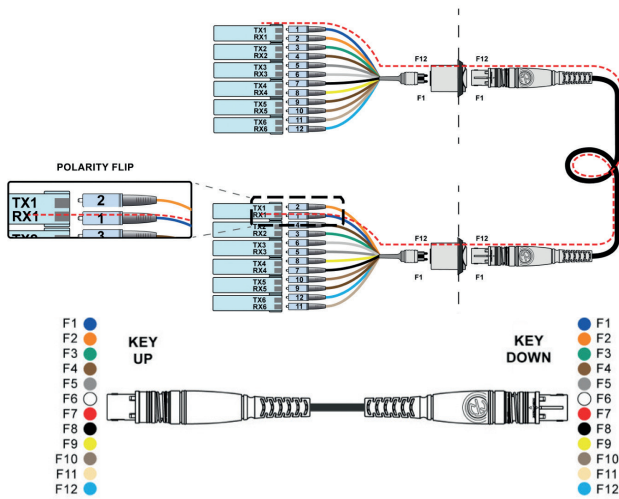 TX1 1
RX1 2
TX2 3
RX2 4
TX3 5
RX3 6
TX4 7
RX4 8
TX5 9
RX5 10
TX6 11
RX6 12
F12 F12
F1 F1
POLARITY FLIP
TX1 2
RX1 1
3
TX1 2
RX1 1
TX2 4
RX2 3
TX3 6
RX3 5
TX4 8
RX4 7
TX5 10
RX5 9
TX6 12
RX6 11
F12 F12
F1 F1
F1
F2
F3
F4
F5
F6
F7
F8
F9
F10
F11
F12
KEY
UP
KEY
DOWN
F1
F2
F3
F4
F5
F6
F7
F8
F9
F10
F11
F12